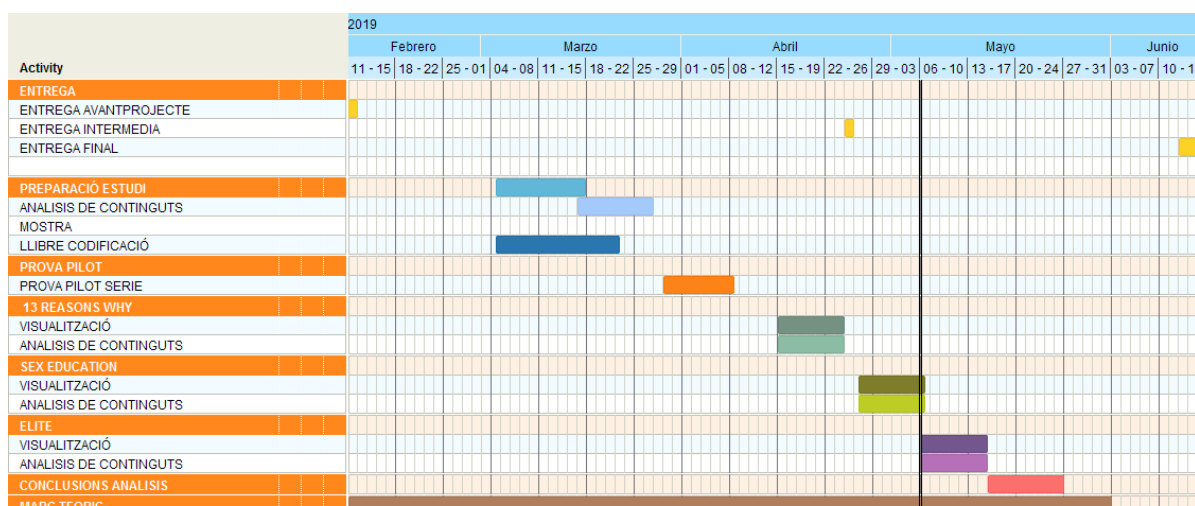 2019
Febrero Marzo Abril Mayo Junio
Activity 11 - 15 18 - 22 25 - 01 04 - 08 11 - 15 18 - 22 25 - 29 01 - 05 08 - 12 15 - 19 22 - 26 29 - 03 06 - 10 13 - 17 20 - 24 27 - 31 03 - 07 10 - 1
ENTREGA
ENTREGA AVANTPROJECTE
ENTREGA INTERMEDIA
ENTREGA FINAL
PREPARACIÓ ESTUDI
ANALISIS DE CONTINGUTS
MOSTRA
LLIBRE CODIFICACIÓ
PROVA PILOT
PROVA PILOT SERIE
13 REASONS WHY
VISUALITZACIÓ
ANALISIS DE CONTINGUTS
SEX EDUCATION
VISUALITZACIÓ
ANALISIS DE CONTINGUTS
ELITE
VISUALITZACIÓ
ANALISIS DE CONTINGUTS
CONCLUSIONS ANALISIS
MARC TEORIC